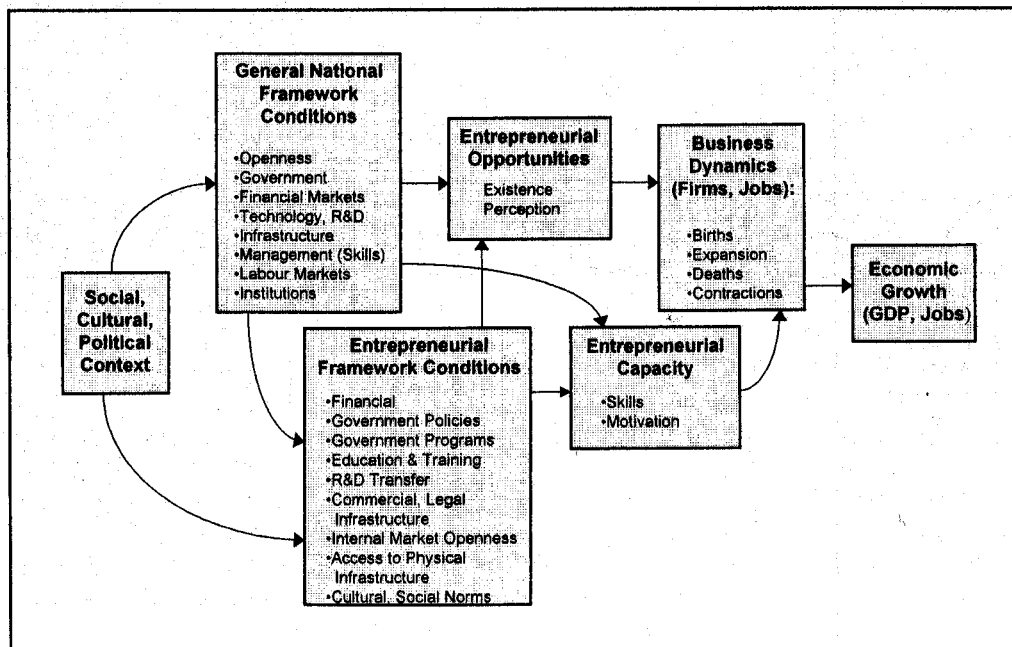 General National
Framework
Conditions
•Openness
•Government
•Financial Markets
•Technology, R&D
•Infrastructure
•Management (Skills)
•Labour Markets
•Institutions
Entrepreneurial
Opportunities
Existence
Perception
Business
Dynamics
(Firms, Jobs):
•Births
•Expansion
•Deaths
•Contractions
Economic
Growth
(GDP, Jobs)
Social,
Cultural,
Political
Context
Entrepreneurial
Framework Conditions
•Financial
•Government Policies
•Government Programs
•Education & Training
•R&D Transfer
•Commercial, Legal
Infrastructure
•Internal Market Openness
•Access to Physical
Infrastructure
•Cultural, Social Norms
Entrepreneurial
Capacity
•Skills
•Motivation